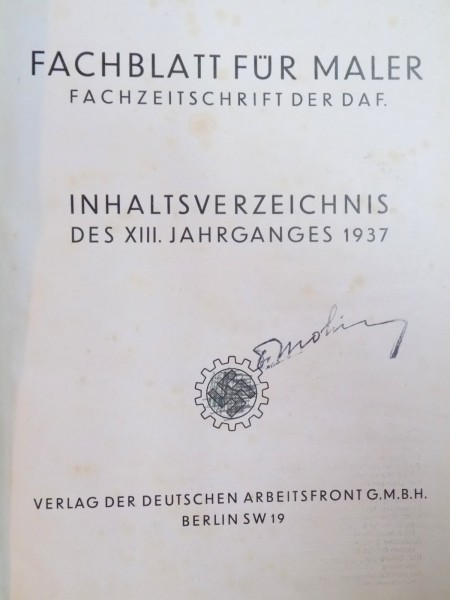 FACHBLATT FÜR MALER
FACHZEITSCHRIFT DER DAF.
INHALTSVERZEICHNIS
DES XIII. JAHRGANGES 1937
VERLAG DER DEUTSCHEN ARBEITSFRONT G.M.B.H.
BERLIN SW 19